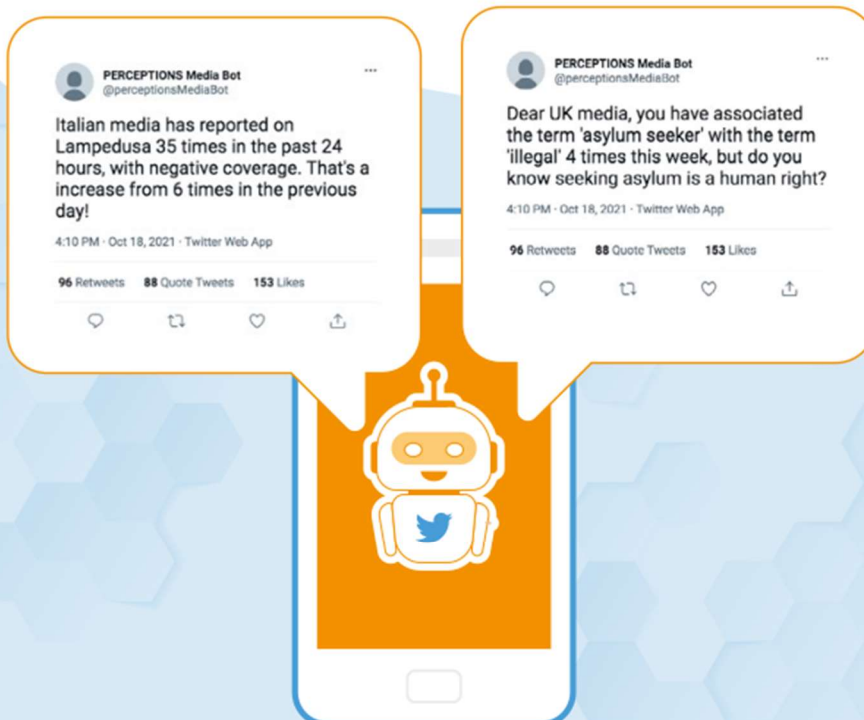 PERCEPTIONS Media Bot
@perceptionsMediaBot
Italian media has reported on
Lampedusa 35 times in the past 24
hours, with negative coverage. That's a
increase from 6 times in the previous
day!
4:10 PM · Oct 18, 2021 · Twitter Web App
96 Retweets 88 Quote Tweets 153 Likes
PERCEPTIONS Media Bot
@perceptionsMediaBot
Dear UK media, you have associated
the term 'asylum seeker' with the term
'illegal' 4 times this week, but do you
know seeking asylum is a human right?
4:10 PM · Oct 18, 2021 · Twitter Web App
96 Retweets 88 Quote Tweets 153 Likes